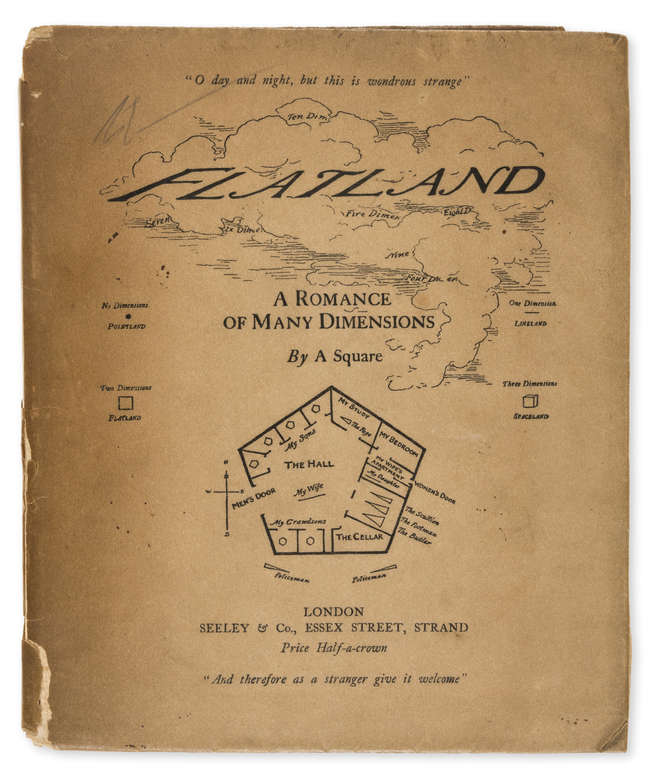 "O day and night, but this is wondrous strange"
Ten Dim
FLATLAND
Seven
Six Dime
Five Dimen
Eight D
Nine
Four Dimen
A ROMANCE
OF MANY DIMENSIONS
By A Square
No Dimensions
POINTLAND
One Dimension
LINELAND
Two Dimensions
FLATLAND
Three Dimensions
SPACELAND
MY STUDY
The Page
MY BEDROOM
My Sons
THE HALL
MY WIFE'S
APARTMENT
My Daughter
My Wife
MEN'S DOOR
WOMEN'S DOOR
N
S
The Scullion
The Footman
The Butler
My Grandsons
THE CELLAR
Policeman
Policeman
LONDON
SEELEY & Co., ESSEX STREET, STRAND
Price Half-a-crown
"And therefore as a stranger give it welcome"